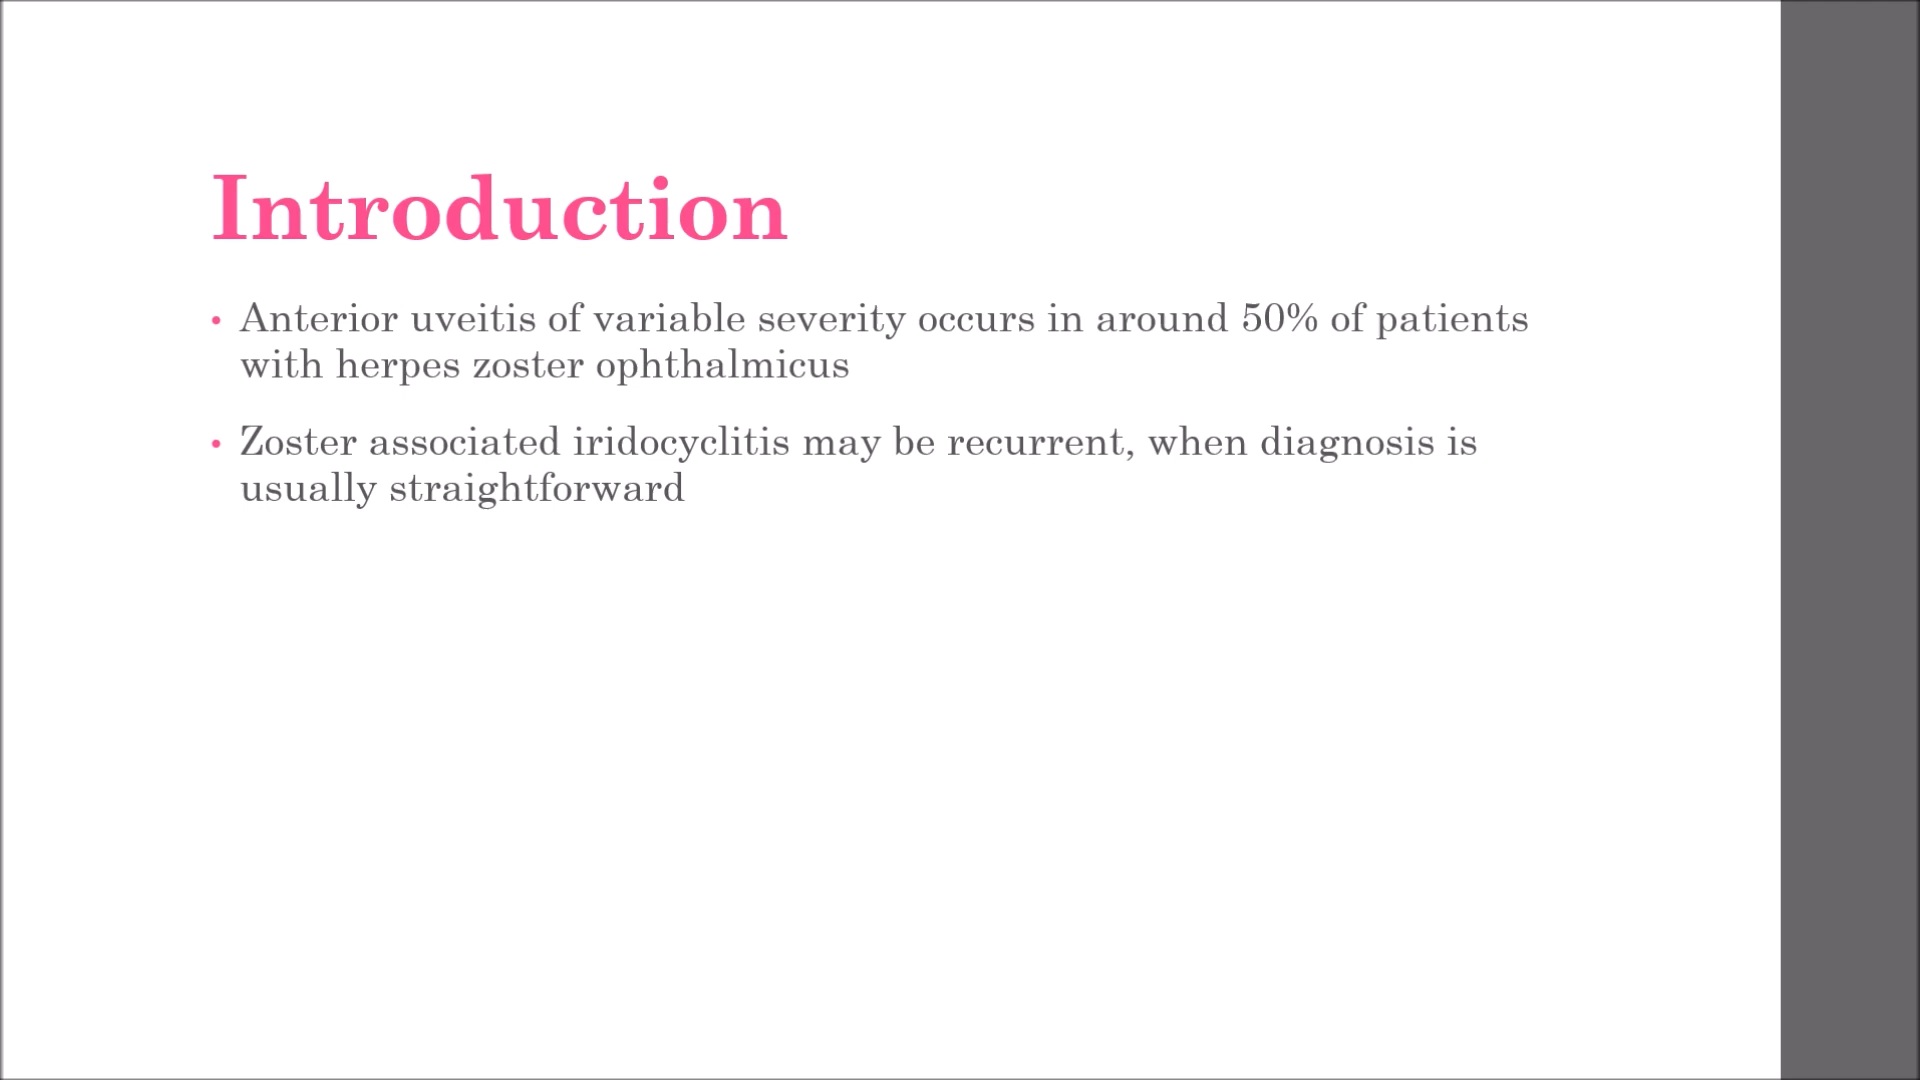 Introduction
• Anterior uveitis of variable severity occurs in around 50% of patients
with herpes zoster ophthalmicus
• Zoster associated iridocyclitis may be recurrent, when diagnosis is
usually straightforward